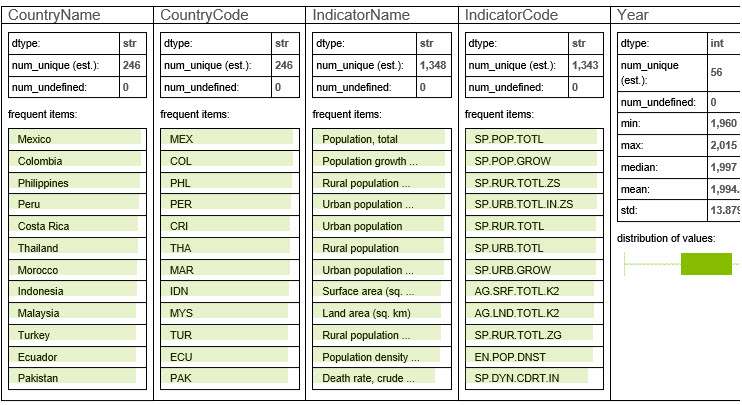 CountryName
dtype: str
num_unique (est.): 246
num_undefined: 0
frequent items:
Mexico
Colombia
Philippines
Peru
Costa Rica
Thailand
Morocco
Indonesia
Malaysia
Turkey
Ecuador
Pakistan
CountryCode
dtype: str
num_unique (est.): 246
num_undefined: 0
frequent items:
MEX
COL
PHL
PER
CRI
THA
MAR
IDN
MYS
TUR
ECU
PAK
IndicatorName
dtype: str
num_unique (est.): 1,348
num_undefined: 0
frequent items:
Population, total
Population growth ...
Rural population ...
Urban population ...
Urban population
Rural population
Urban population ...
Surface area (sq. ...
Land area (sq. km)
Rural population ...
Population density ...
Death rate, crude ...
IndicatorCode
dtype: str
num_unique (est.): 1,343
num_undefined: 0
frequent items:
SP.POP.TOTL
SP.POP.GROW
SP.RUR.TOTL.ZS
SP.URB.TOTL.IN.ZS
SP.RUR.TOTL
SP.URB.TOTL
SP.URB.GROW
AG.SRF.TOTL.K2
AG.LND.TOTL.K2
SP.RUR.TOTL.ZG
EN.POP.DNST
SP.DYN.CDRT.IN
Year
dtype: int
num_unique
(est.): 56
num_undefined: 0
min: 1,960
max: 2,015
median: 1,997
mean: 1,994.
std: 13.879
distribution of values: